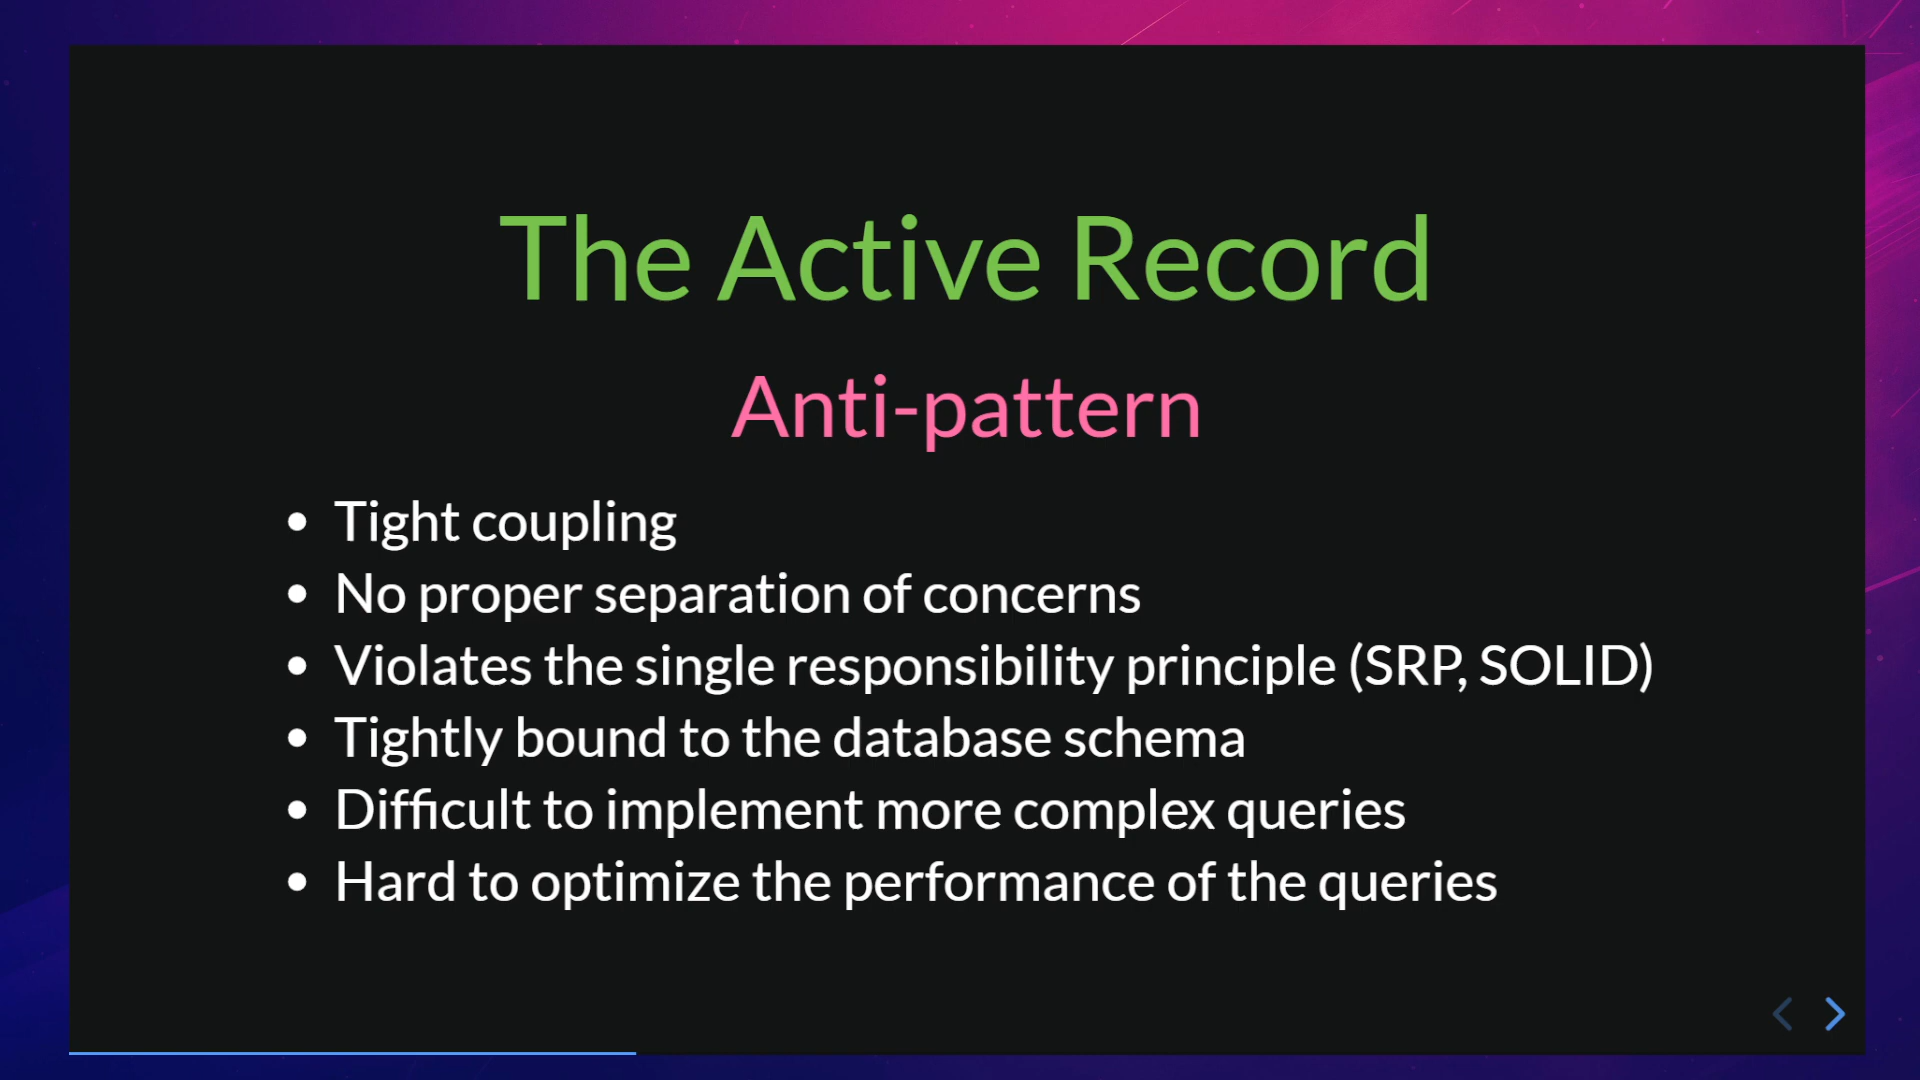 The Active Record
Anti-pattern
• Tight coupling
• No proper separation of concerns
• Violates the single responsibility principle (SRP, SOLID)
• Tightly bound to the database schema
• Difficult to implement more complex queries
• Hard to optimize the performance of the queries